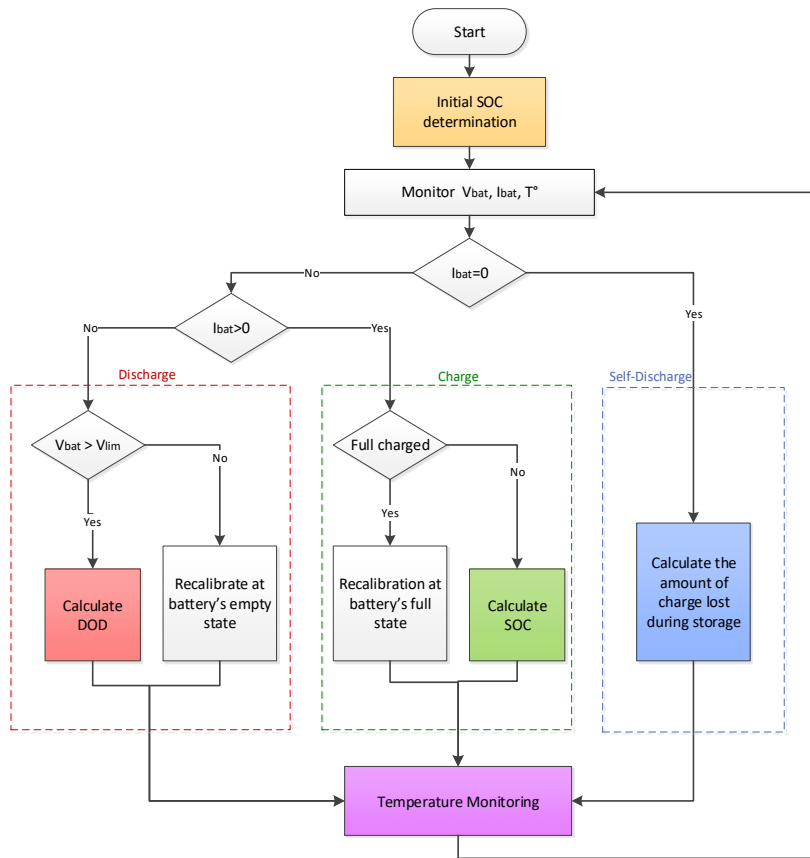 Start
Initial SOC
determination
Monitor Vbat, Ibat, T°
Ibat=0
No
Yes
Ibat>0
No
Yes
Discharge
Charge
Self-Discharge
Vbat > Vlim
No
Yes
Full charged
No
Yes
Calculate
DOD
Recalibrate at
battery's empty
state
Recalibration at
battery's full
state
Calculate
SOC
Calculate the
amount of
charge lost
during storage
Temperature Monitoring